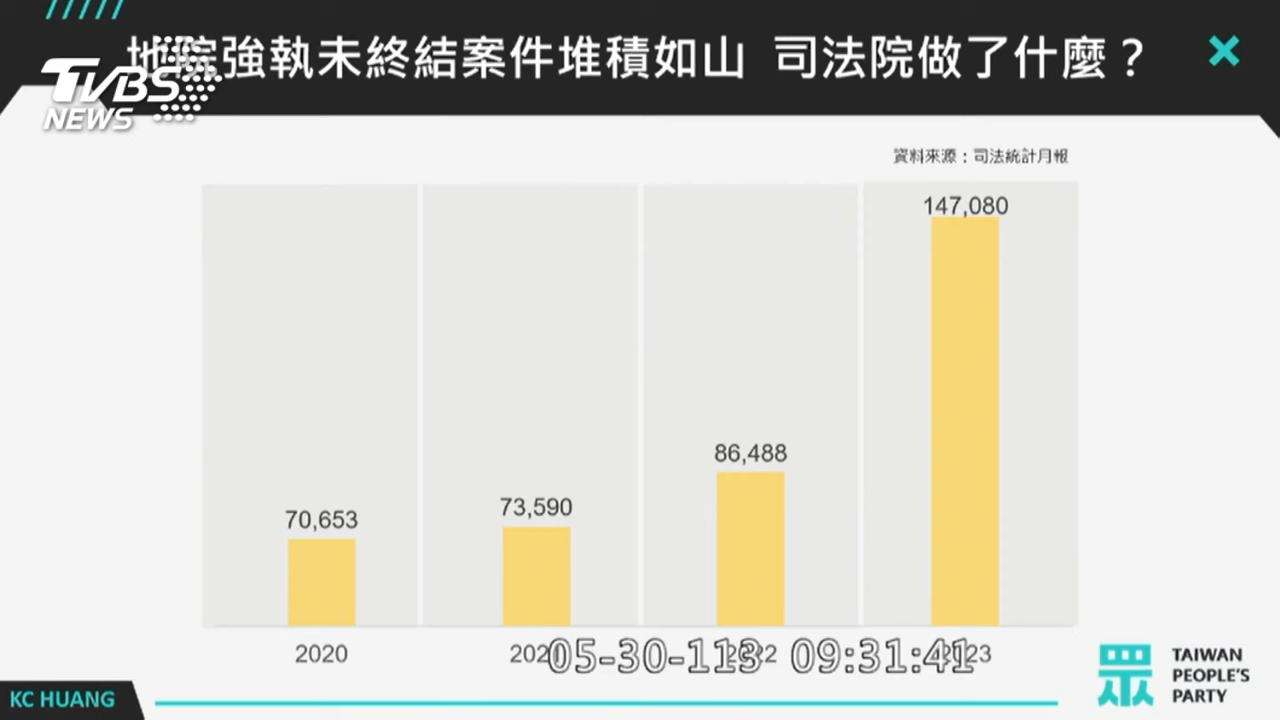 地院強執未終結案件堆積如山 司法院做了什麼？
TVBS
NEWS
資料來源：司法統計月報
147,080
86,488
73,590
70,653
2020
05-30-113 09:31:41
KC HUANG
眾
TAIWAN
PEOPLE'S
PARTY